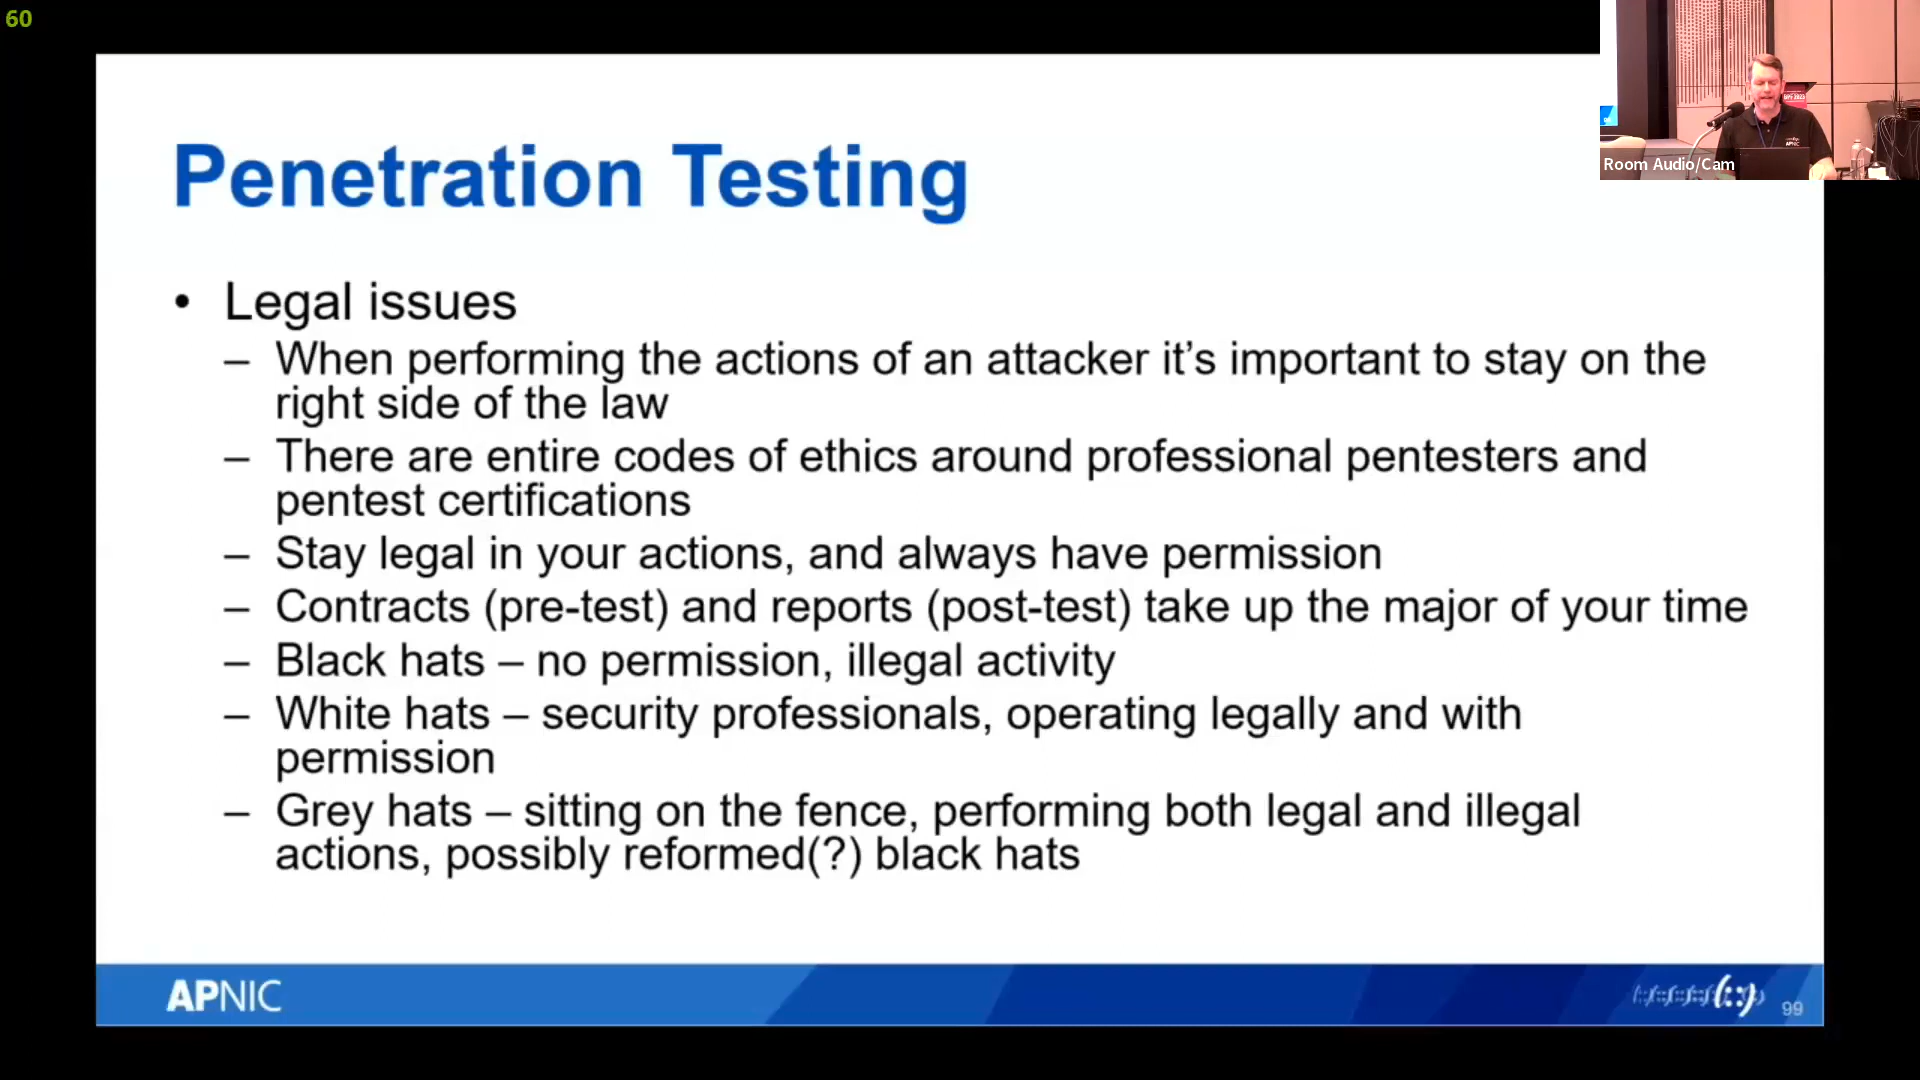 60
Penetration Testing
• Legal issues
– When performing the actions of an attacker it’s important to stay on the
right side of the law
– There are entire codes of ethics around professional pentesters and
pentest certifications
– Stay legal in your actions, and always have permission
– Contracts (pre-test) and reports (post-test) take up the major of your time
– Black hats – no permission, illegal activity
– White hats – security professionals, operating legally and with
permission
– Grey hats – sitting on the fence, performing both legal and illegal
actions, possibly reformed(?) black hats
APNIC
99
Room Audio/Cam